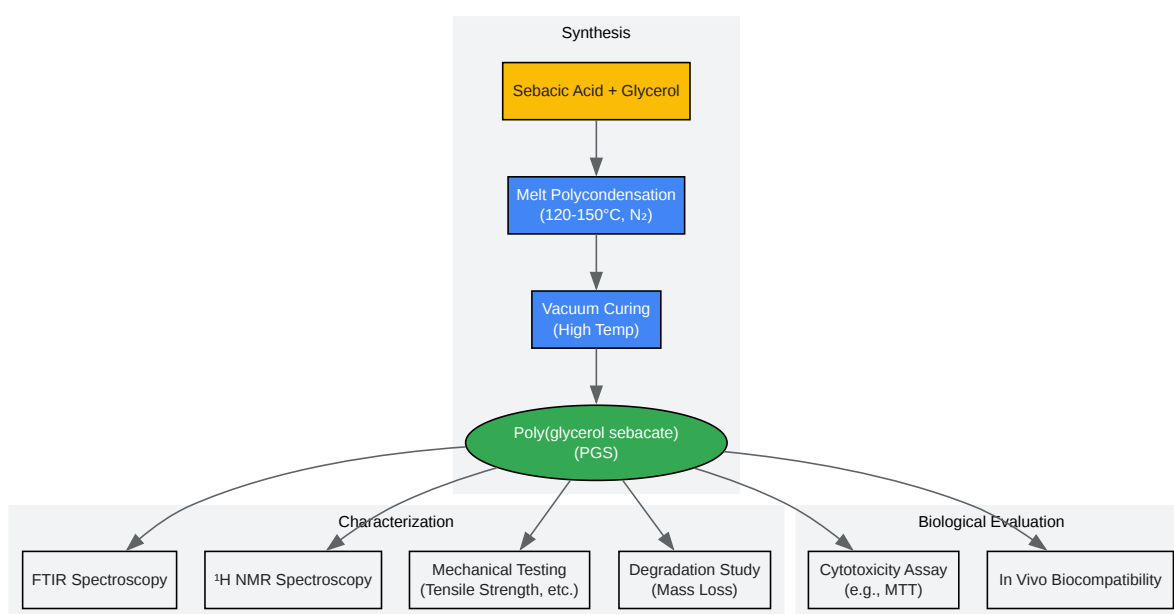 Synthesis
Sebacic Acid + Glycerol
Melt Polycondensation
(120-150°C, N₂)
Vacuum Curing
(High Temp)
Poly(glycerol sebacate)
(PGS)
Characterization
Biological Evaluation
FTIR Spectroscopy
¹H NMR Spectroscopy
Mechanical Testing
(Tensile Strength, etc.)
Degradation Study
(Mass Loss)
Cytotoxicity Assay
(e.g., MTT)
In Vivo Biocompatibility